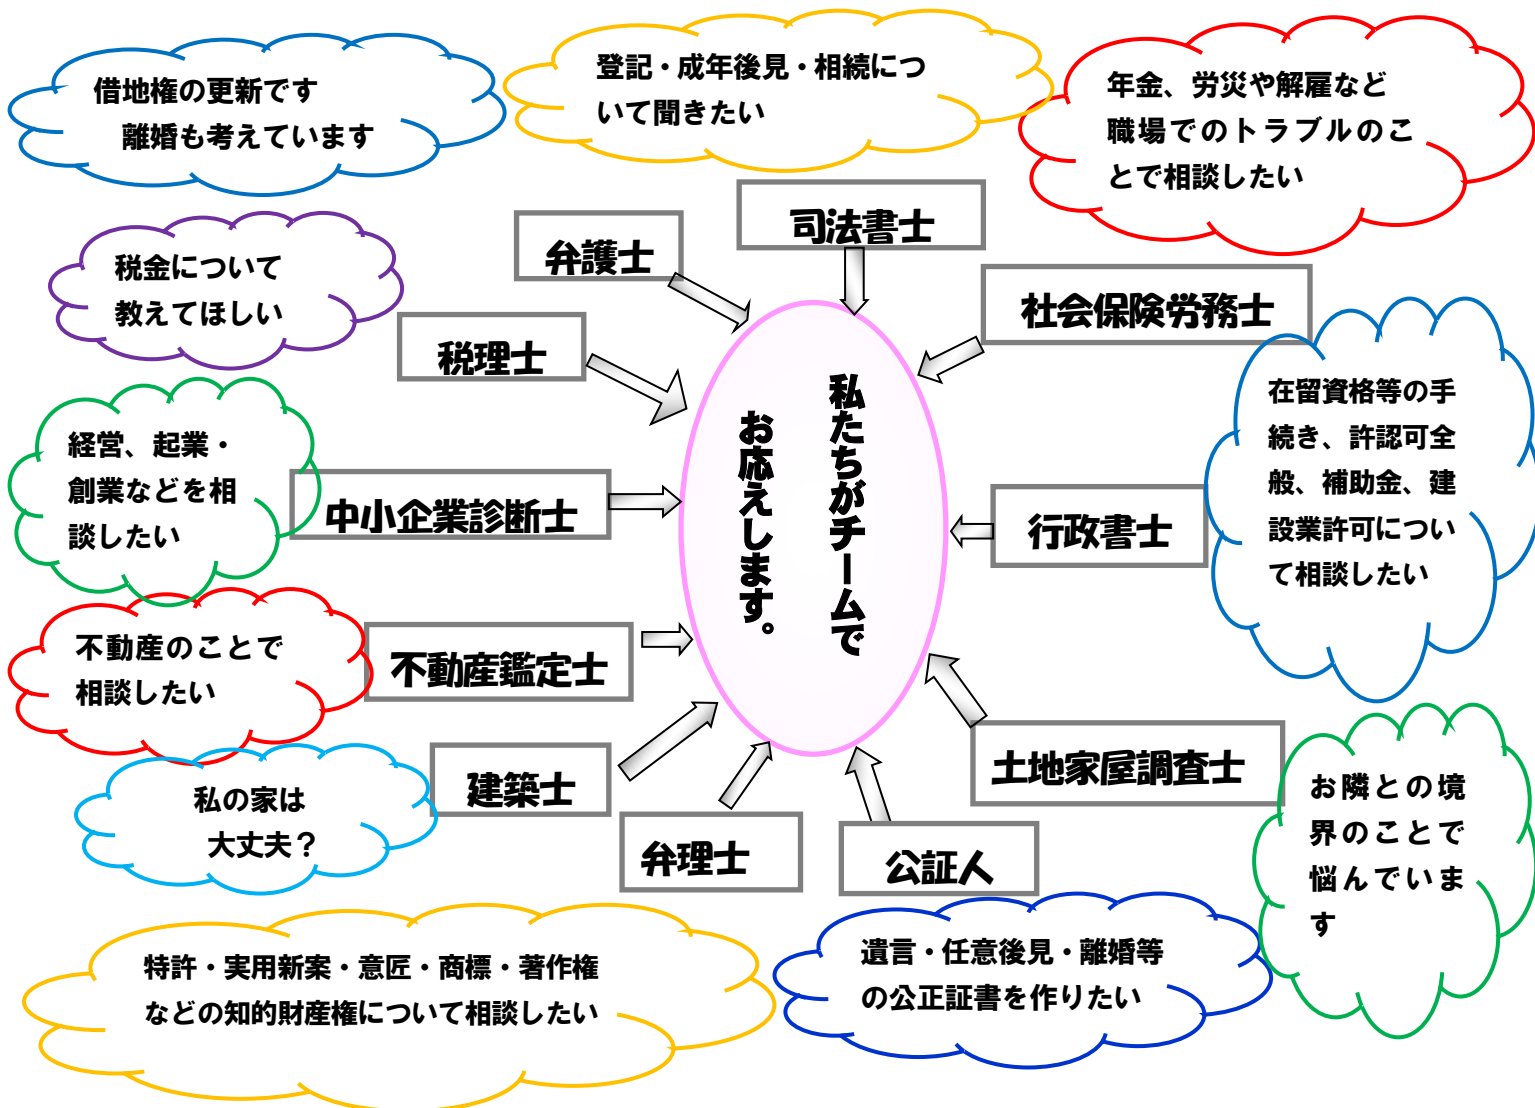 借地権の更新です
離婚も考えています
登記・成年後見・相続につ
いて聞きたい
年金、労災や解雇など
職場でのトラブルのこ
とで相談したい
弁護士
司法書士
社会保険労務士
税金について
教えてほしい
税理士
私たちがチームで
お応えします。
在留資格等の手
続き、許認可全
般、補助金、建
設業許可につい
て相談したい
経営、起業・
創業などを相
談したい
中小企業診断士
行政書士
不動産のことで
相談したい
不動産鑑定士
土地家屋調査士
お隣との境
界のことで
悩んでいま
す
私の家は
大丈夫？
建築士
弁理士
公証人
特許・実用新案・意匠・商標・著作権
などの知的財産権について相談したい
遺言・任意後見・離婚等
の公正証書を作りたい